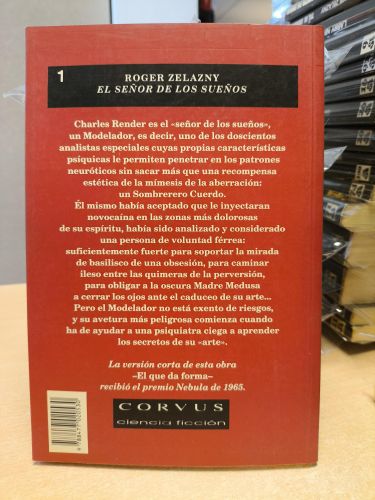 1
ROGER ZELAZNY
EL SEÑOR DE LOS SUEÑOS
Charles Render es el «señor de los sueños»,
un Modelador, es decir, uno de los doscientos
analistas especiales cuyas propias características
psíquicas le permiten penetrar en los patrones
neuróticos sin sacar más que una recompensa
estética de la mímesis de la aberración:
un Sombrerero Cuerdo.
Él mismo había aceptado que le inyectaran
novocaína en las zonas más dolorosas
de su espíritu, había sido analizado y considerado
una persona de voluntad férrea:
suficientemente fuerte para soportar la mirada
de basilisco de una obsesión, para caminar
ileso entre las quimeras de la perversión,
para obligar a la oscura Madre Medusa
a cerrar los ojos ante el caduceo de su arte...
Pero el Modelador no está exento de riesgos,
y su avetura más peligrosa comienza cuando
ha de ayudar a una psiquiatra ciega a aprender
los secretos de su «arte».
La versión corta de esta obra
–El que da forma–
recibió el premio Nebula de 1965.
CORVUS
ciencia ficción